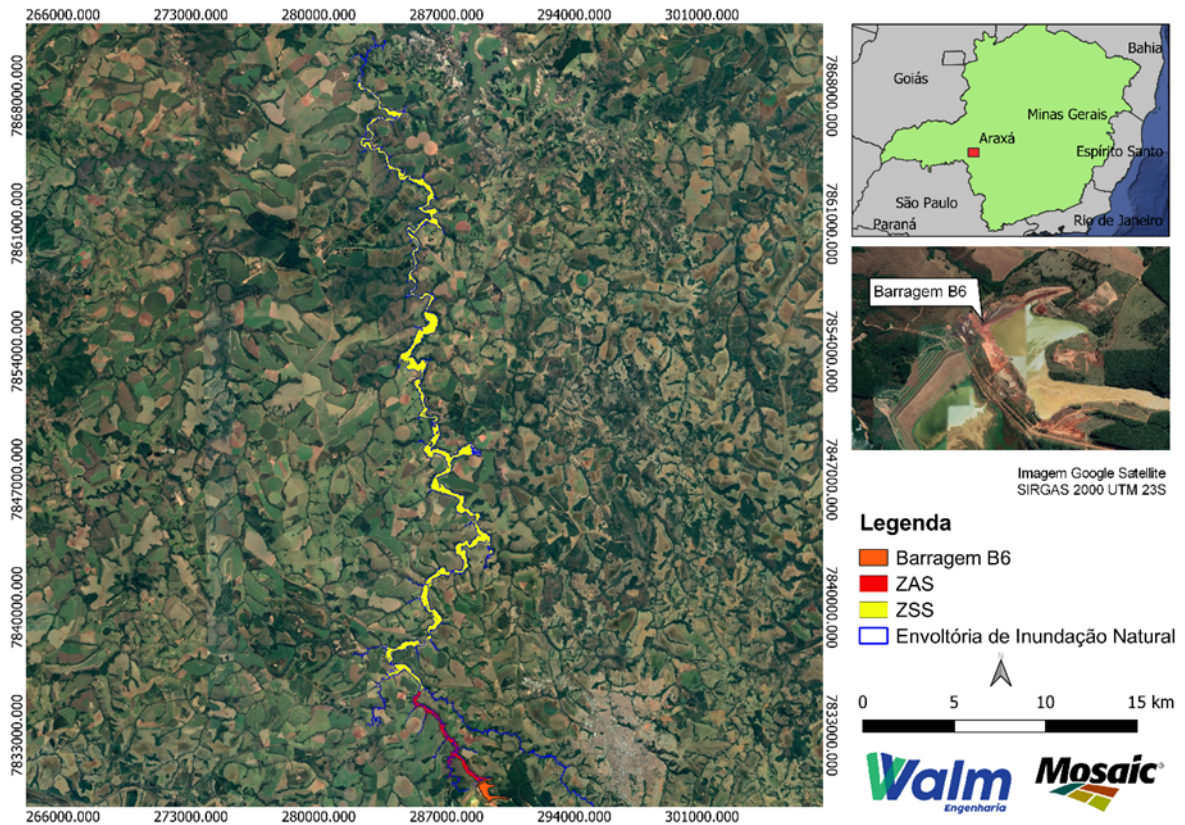 266000.000 273000.000 280000.000 287000.000 294000.000 301000.000
7868000.000
7861000.000
7854000.000
7847000.000
7840000.000
7833000.000
7868000.000
7861000.000
7854000.000
7847000.000
7840000.000
7833000.000
266000.000 273000.000 280000.000 287000.000 294000.000 301000.000
Bahia
Goiás
Minas Gerais
Araxá
Espírito Santo
São Paulo
Paraná
Rio de Janeiro
Barragem B6
Imagem Google Satellite
SIRGAS 2000 UTM 23S
Legenda
Barragem B6
ZAS
ZSS
Envoltória de Inundação Natural
N
0 5 10 15 km
Walm
Engenharia
Mosaic®